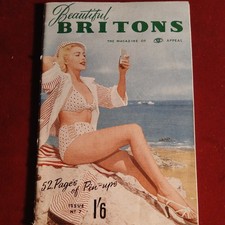 Beautiful
BRITONS
THE MAGAZINE OF APPEAL
52 Pages
of Pin-ups
ISSUE
Nº 7
1'6